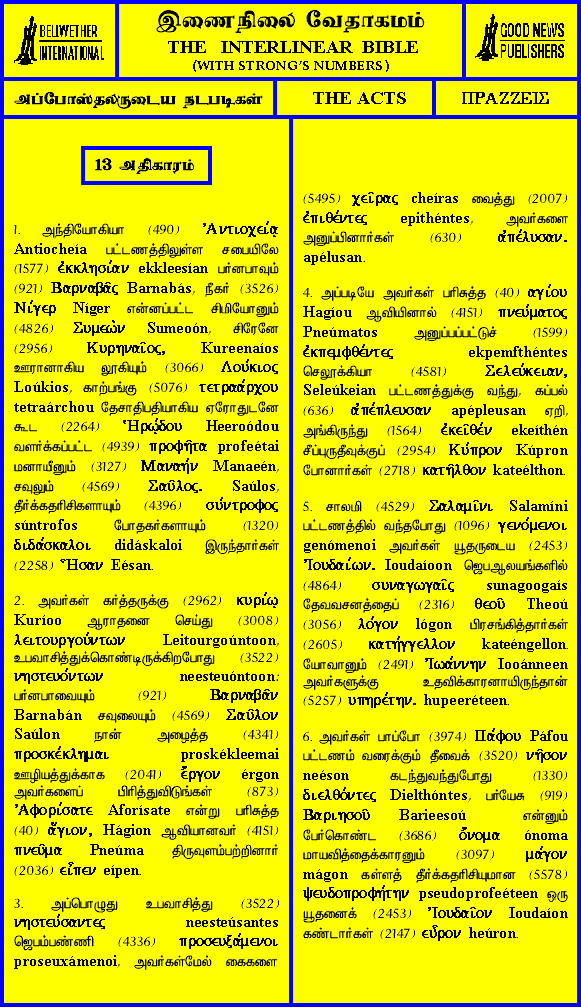 BELLWETHER
INTERNATIONAL
இணைநிலை வேதாகமம்
THE INTERLINEAR BIBLE
(WITH STRONG'S NUMBERS)
GOOD NEWS
PUBLISHERS
அப்போஸ்தலருடைய நடபடிகள்
THE ACTS
ΠΡΑΞΕΙΣ
13 அதிகாரம்
1. அந்தியோகியா (490) Ἀντιοχείᾳ
Antiocheía பட்டணத்திலுள்ள சபையிலே
(1577) ἐκκλησίαν ekkleesían பர்னபாவும்
(921) Βαρναβᾶς Barnabás, நீகர் (3526)
Νίγερ Níger என்னப்பட்ட சிமியோனும்
(4826) Συμεὼν Sumeoón, சிரேனே
(2956) Κυρηναῖος, Kureenaíos
ஊரானாகிய லூகியும் (3066) Λούκιος
Loúkios, காற்பங்கு (5076) τετραάρχου
tetraárchou தேசாதிபதியாகிய ஏரோதுடனே
கூட (2264) Ἡρῴδου Heeroódou
வளர்க்கப்பட்ட (4939) προφῆτα profeétai
மனாயீனும் (3127) Μαναήν Manaeén,
சவுலும் (4569) Σαῦλος. Saúlos,
தீர்க்கதரிசிகளாயும் (4396) σύντροφος
súntrofos போதகர்களாயும் (1320)
διδάσκαλοι didáskaloi இருந்தார்கள்
(2258) Ἦσαν Eésan.
2. அவர்கள் கர்த்தருக்கு (2962) κυρίῳ
Kuríoo ஆராதனை செய்து (3008)
λειτουργούντων Leitourgoúntoon,
உபவாசித்துக்கொண்டிருக்கிறபோது (3522)
νηστευόντων neesteuóntoon:
பர்னபாவையும் (921) Βαρναβᾶν
Barnabán சவுலையும் (4569) Σαῦλον
Saúlon நான் அழைத்த (4341)
προσκέκλημαι proskékleemai
ஊழியத்துக்காக (2041) ἔργον érgon
அவர்களைப் பிரித்துவிடுங்கள் (873)
Ἀφορίσατε Aforísate என்று பரிசுத்த
(40) ἅγιον, Hágion ஆவியானவர் (4151)
πνεῦμα Pneúma திருவுளம்பற்றினார்
(2036) εἶπεν eípen.
3. அப்பொழுது உபவாசித்து (3522)
νηστεύσαντες neesteúsantes
ஜெபம்பண்ணி (4336) προσευξάμενοι
proseuxámenoi, அவர்கள்மேல் கைகளை
(5495) χεῖρας cheíras வைத்து (2007)
ἐπιθέντες epithéntes, அவர்களை
அனுப்பினார்கள் (630) ἀπέλυσαν.
apélusan.
4. அப்படியே அவர்கள் பரிசுத்த (40) αγίου
Hagíou ஆவியினால் (4151) πνεύματος
Pneúmatos அனுப்பப்பட்டுச் (1599)
ἐκπεμφθέντες ekpemfthéntes
செலூக்கியா (4581) Σελεύκειαν,
Seleúkeian பட்டணத்துக்கு வந்து, கப்பல்
(636) ἀπέπλευσαν apépleusan ஏறி,
அங்கிருந்து (1564) ἐκεῖθέν ekeíthén
சீப்புருதீவுக்குப் (2954) Κύπρον Kúpron
போனார்கள் (2718) κατῆλθον kateélthon.
5. சாலமி (4529) Σαλαμῖνι Salamíni
பட்டணத்தில் வந்தபோது (1096) γενόμενοι
genómenoi அவர்கள் யூதருடைய (2453)
Ἰουδαίων. Ioudaíoon ஜெபஆலயங்களில்
(4864) συναγωγαῖς sunagoogaís
தேவவசனத்தைப் (2316) θεοῦ Theoú
(3056) λόγον lógon பிரசங்கித்தார்கள்
(2605) κατήγγελλον kateéngellon.
யோவானும் (2491) Ἰωάννην Iooánneen
அவர்களுக்கு உதவிக்காரனாயிருந்தான்
(5257) υπηρέτην. hupeeréteen.
6. அவர்கள் பாப்போ (3974) Πάφου Páfou
பட்டணம் வரைக்கும் தீவைக் (3520) νῆσον
neéson கடந்துவந்துபோது (1330)
διελθόντες Dielthóntes, பர்யேசு (919)
Βαριησοῦ Barieesoú என்னும்
பேர்கொண்ட (3686) ὄνομα ónoma
மாயவித்தைக்காரனும் (3097) μάγον
mágon கள்ளத் தீர்க்கதரிசியுமான (5578)
ψευδοπροφήτην pseudoprofeéteen ஒரு
யூதனைக் (2453) Ἰουδαῖον Ioudaíon
கண்டார்கள் (2147) εὗρον heúron.